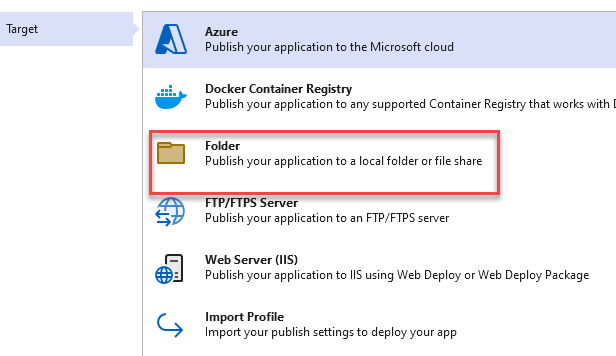 Target
Azure
Publish your application to the Microsoft cloud
Docker Container Registry
Publish your application to any supported Container Registry that works with
Folder
Publish your application to a local folder or file share
FTP/FTPS Server
Publish your application to an FTP/FTPS server
Web Server (IIS)
Publish your application to IIS using Web Deploy or Web Deploy Package
Import Profile
Import your publish settings to deploy your app